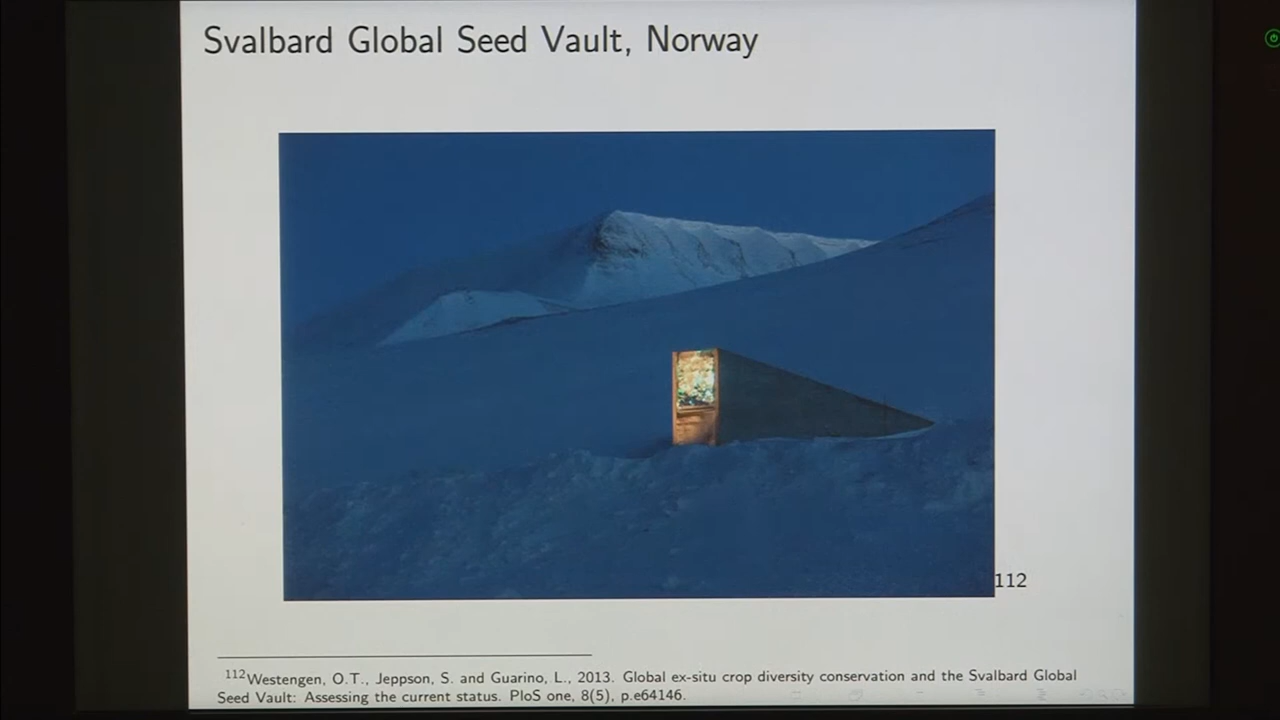 Svalbard Global Seed Vault, Norway
112
112Westengen, O.T., Jeppson, S. and Guarino, L., 2013. Global ex-situ crop diversity conservation and the Svalbard Global
Seed Vault: Assessing the current status. PloS one, 8(5), p.e64146.